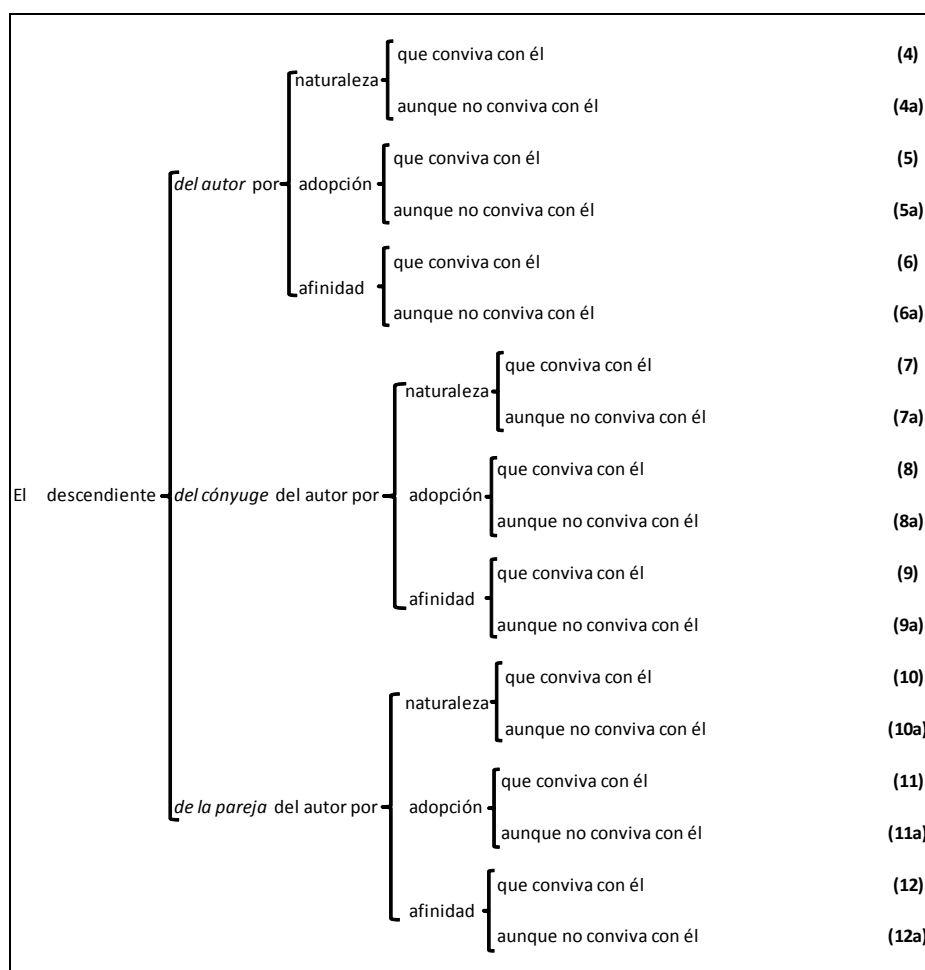 que conviva con él (4)
naturaleza
aunque no conviva con él (4a)
que conviva con él (5)
del autor por adopción
aunque no conviva con él (5a)
que conviva con él (6)
afinidad
aunque no conviva con él (6a)
que conviva con él (7)
naturaleza
aunque no conviva con él (7a)
que conviva con él (8)
El descendiente del cónyuge del autor por adopción
aunque no conviva con él (8a)
que conviva con él (9)
afinidad
aunque no conviva con él (9a)
que conviva con él (10)
naturaleza
aunque no conviva con él (10a)
que conviva con él (11)
de la pareja del autor por adopción
aunque no conviva con él (11a)
que conviva con él (12)
afinidad
aunque no conviva con él (12a)